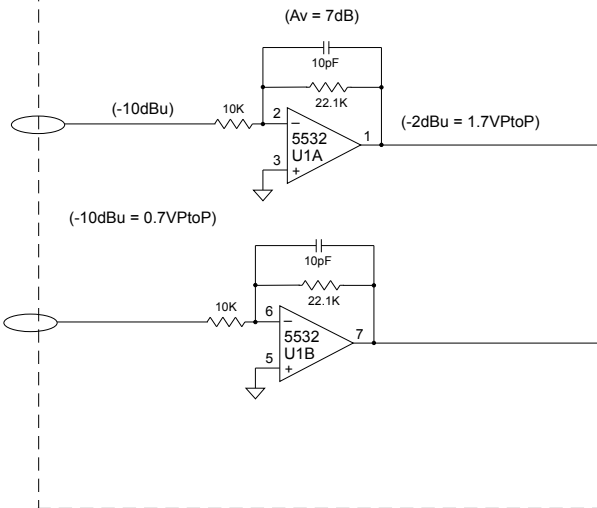 (Av = 7dB)
10pF
22.1K
(-10dBu)
10K
2
−
5532
U1A
3
+
1
(-2dBu = 1.7VPtoP)
(-10dBu = 0.7VPtoP)
10pF
22.1K
10K
6
−
5532
U1B
5
+
7